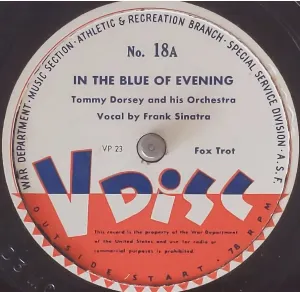 WAR DEPARTMENT · MUSIC SECTION · ATHLETIC & RECREATION BRANCH · SPECIAL SERVICE DIVISION · A.S.F.
No. 18A
IN THE BLUE OF EVENING
Tommy Dorsey and his Orchestra
Vocal by Frank Sinatra
VP 23
Fox Trot
V DISC
This record is the property of the War Department
of the United States and use for radio or
commercial purposes is prohibited.
OUTSIDE START · 78 RPM